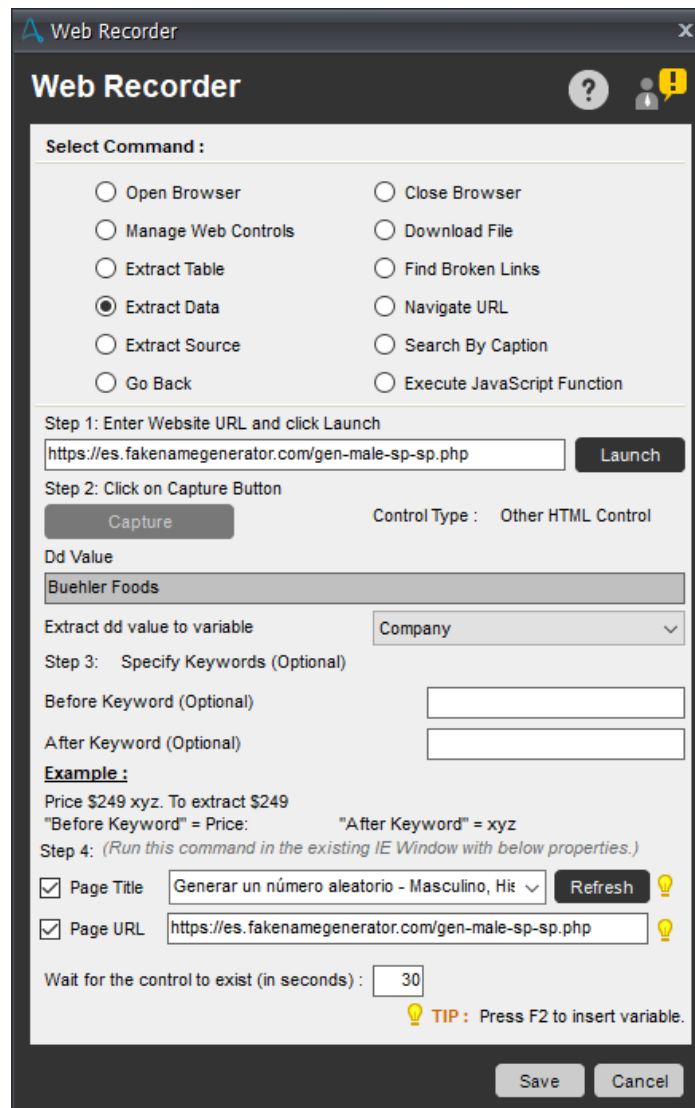 Web Recorder
x
Web Recorder
?
!
Select Command :
Open Browser
Close Browser
Manage Web Controls
Download File
Extract Table
Find Broken Links
Extract Data
Navigate URL
Extract Source
Search By Caption
Go Back
Execute JavaScript Function
Step 1: Enter Website URL and click Launch
https://es.fakenamegenerator.com/gen-male-sp-sp.php
Launch
Step 2: Click on Capture Button
Capture
Control Type : Other HTML Control
Dd Value
Buehler Foods
Extract dd value to variable
Company
Step 3: Specify Keywords (Optional)
Before Keyword (Optional)
After Keyword (Optional)
Example :
Price $249 xyz. To extract $249
"Before Keyword" = Price: "After Keyword" = xyz
Step 4: (Run this command in the existing IE Window with below properties.)
Page Title
Generar un número aleatorio - Masculino, His
Refresh
Page URL
https://es.fakenamegenerator.com/gen-male-sp-sp.php
Wait for the control to exist (in seconds) : 30
TIP : Press F2 to insert variable.
Save
Cancel